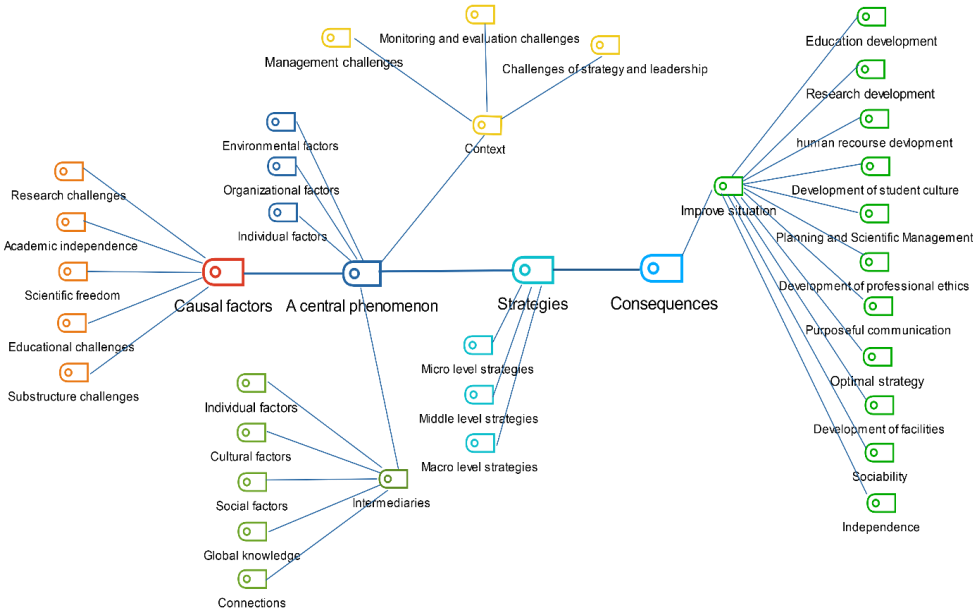 Education development
Monitoring and evaluation challenges
Management challenges
Challenges of strategy and leadership
Research development
Environmental factors
Context
human recourse devlopment
Research challenges
Organizational factors
Development of student culture
Improve situation
Academic independence
Individual factors
Planning and Scientific Management
Scientific freedom
Causal factors
A central phenomenon
Strategies
Consequences
Development of professional ethics
Purposeful communication
Educational challenges
Micro level strategies
Optimal strategy
Substructure challenges
Individual factors
Middle level strategies
Development of facilities
Cultural factors
Macro level strategies
Sociability
Social factors
Intermediaries
Independence
Global knowledge
Connections